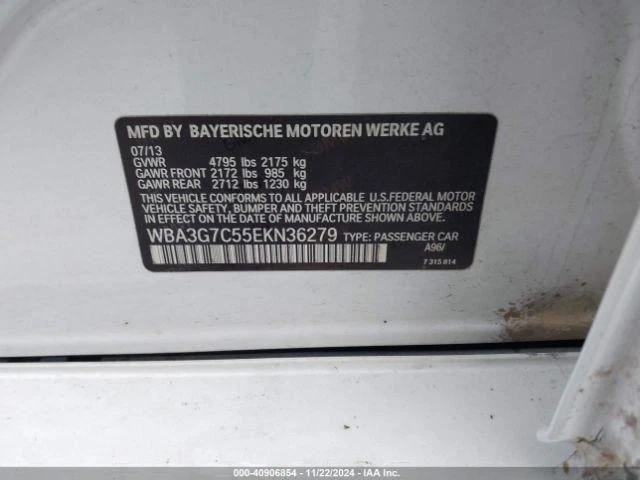 MFD BY BAYERISCHE MOTOREN WERKE AG
07/13
GVWR 4795 lbs 2175 kg
GAWR FRONT 2172 lbs 985 kg
GAWR REAR 2712 lbs 1230 kg
THIS VEHICLE CONFORMS TO ALL APPLICABLE U.S.FEDERAL MOTOR
VEHICLE SAFETY, BUMPER, AND THEFT PREVENTION STANDARDS
IN EFFECT ON THE DATE OF MANUFACTURE SHOWN ABOVE.
WBA3G7C55EKN36279 TYPE: PASSENGER CAR
A96/
7 315 814
000-40906854 - 11/22/2024 - IAAI.COM